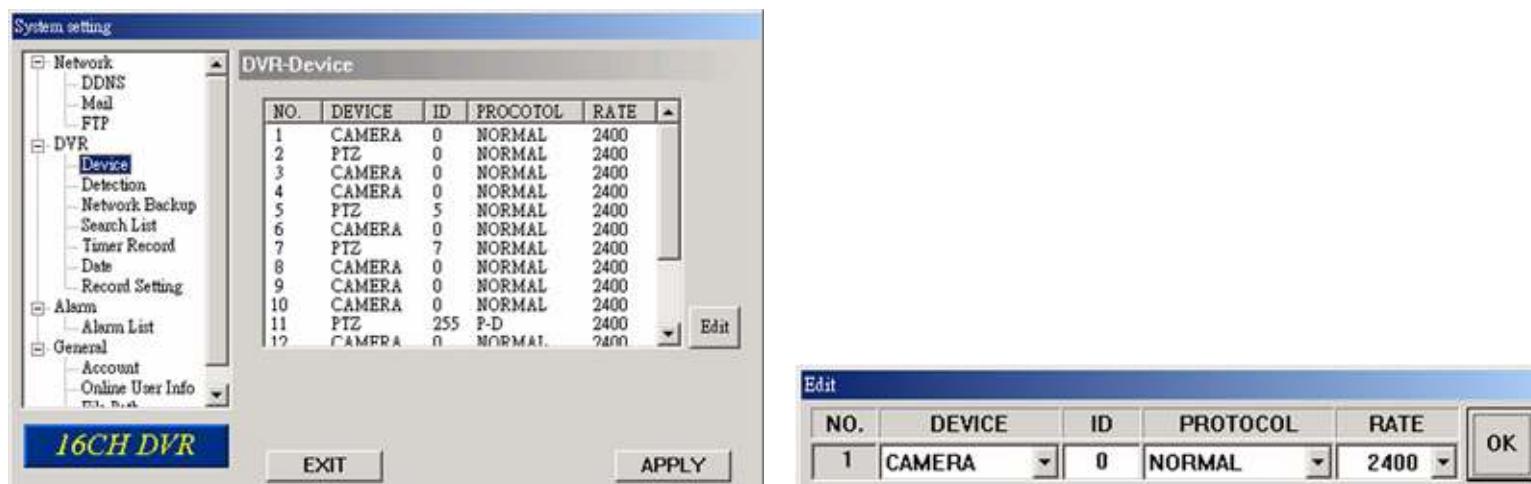 System setting
Network
DDNS
Mail
FTP
DVR
Device
Detection
Network Backup
Search List
Timer Record
Date
Record Setting
Alarm
Alarm List
General
Account
Online User Info
16CH DVR
DVR-Device
NO. DEVICE ID PROCOTOL RATE
1 CAMERA 0 NORMAL 2400
2 PTZ 0 NORMAL 2400
3 CAMERA 0 NORMAL 2400
4 CAMERA 0 NORMAL 2400
5 PTZ 5 NORMAL 2400
6 CAMERA 0 NORMAL 2400
7 PTZ 7 NORMAL 2400
8 CAMERA 0 NORMAL 2400
9 CAMERA 0 NORMAL 2400
10 CAMERA 0 NORMAL 2400
11 PTZ 255 P-D 2400
12 CAMERA 0 NORMAL 2400
Edit
EXIT
APPLY
Edit
NO. DEVICE ID PROTOCOL RATE
1 CAMERA 0 NORMAL 2400
OK